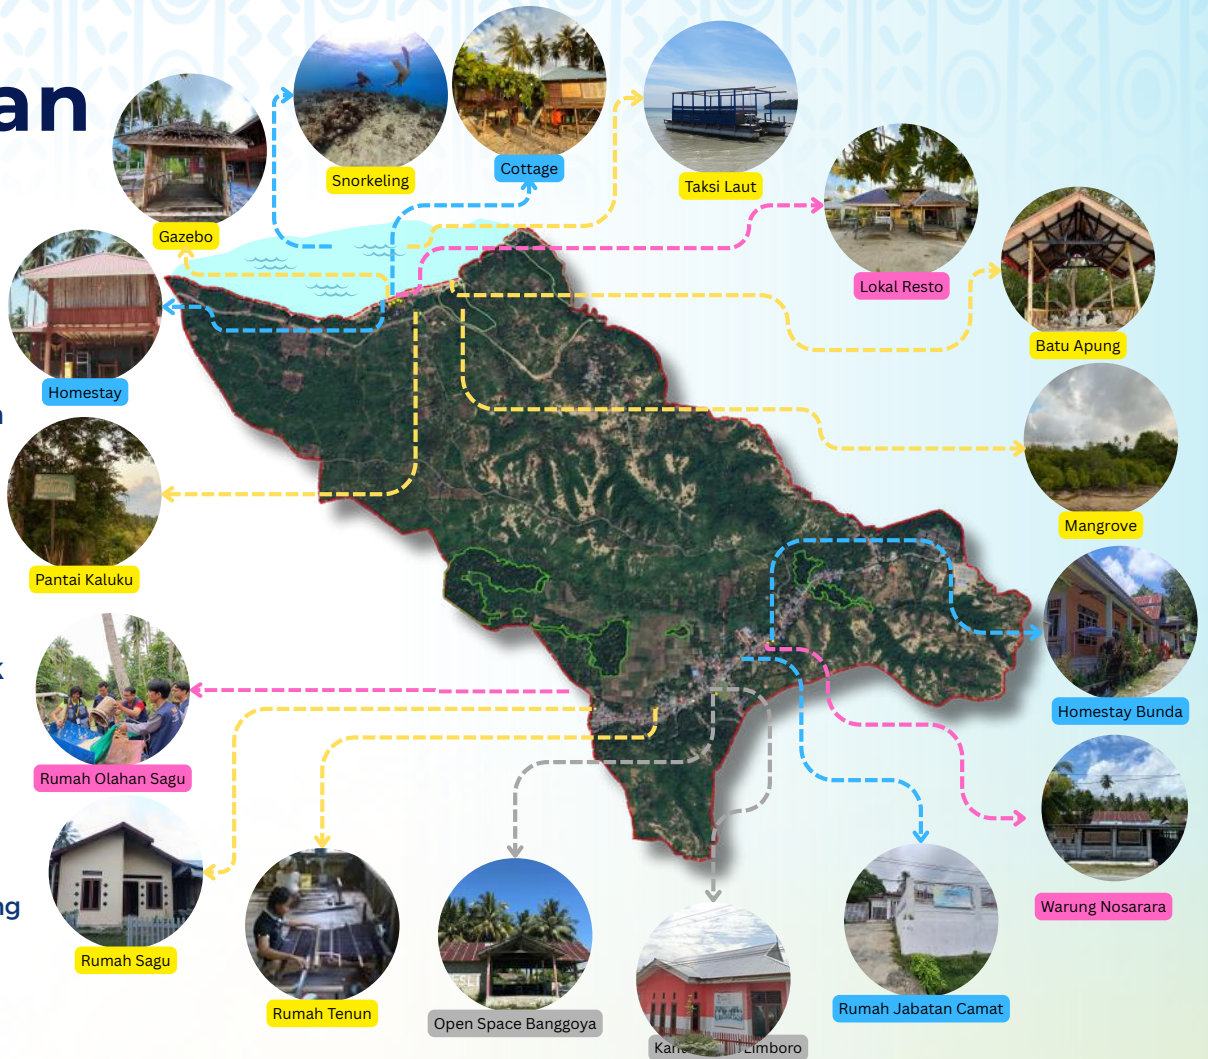 an
Snorkeling
Cottage
Taksi Laut
Gazebo
Lokal Resto
Batu Apung
Homestay
Mangrove
Pantai Kaluku
Homestay Bunda
Rumah Olahan Sagu
Warung Nosarara
ng
Rumah Sagu
Rumah Tenun
Open Space Banggoya
Rumah Jabatan Camat
Limboro